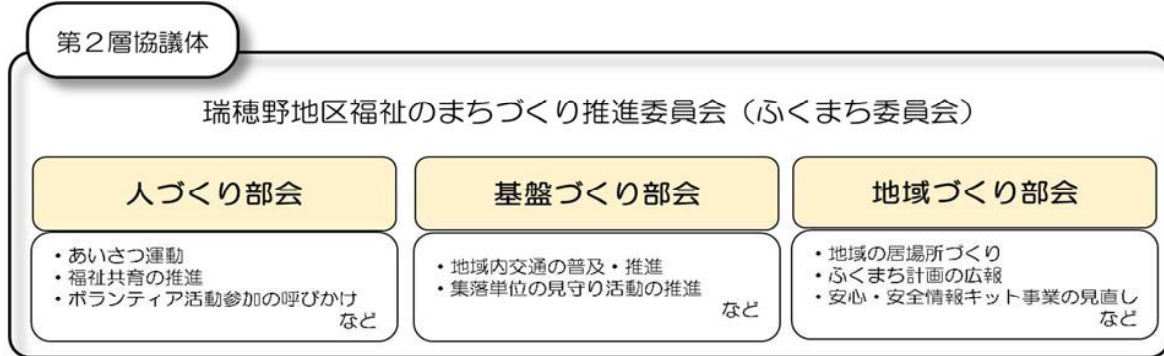 第２層協議体
瑞穂野地区福祉のまちづくり推進委員会（ふくまち委員会）
人づくり部会
・あいさつ運動
・福祉共育の推進
・ボランティア活動参加の呼びかけ
など
基盤づくり部会
・地域内交通の普及・推進
・集落単位の見守り活動の推進
など
地域づくり部会
・地域の居場所づくり
・ふくまち計画の広報
・安心・安全情報キット事業の見直し
など